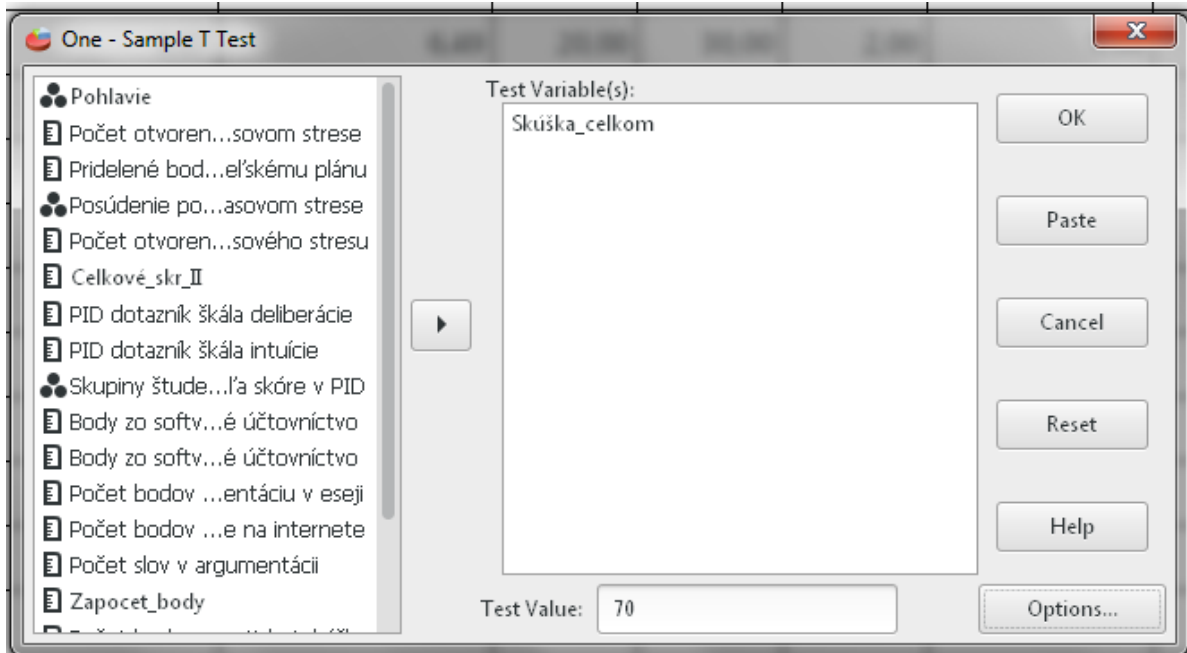 One - Sample T Test
Pohlavie
Počet otvoren...sovom strese
Pridelené bod...eľskému plánu
Posúdenie po...asovom strese
Počet otvoren...sového stresu
Celkové_skr_II
PID dotazník škála deliberácie
PID dotazník škála intuície
Skupiny štude...ľa skóre v PID
Body zo softv...é účtovníctvo
Body zo softv...é účtovníctvo
Počet bodov ...entáciu v eseji
Počet bodov ...e na internete
Počet slov v argumentácii
Zapocet_body
Test Variable(s):
Skúška_celkom
Test Value: 70
OK
Paste
Cancel
Reset
Help
Options...